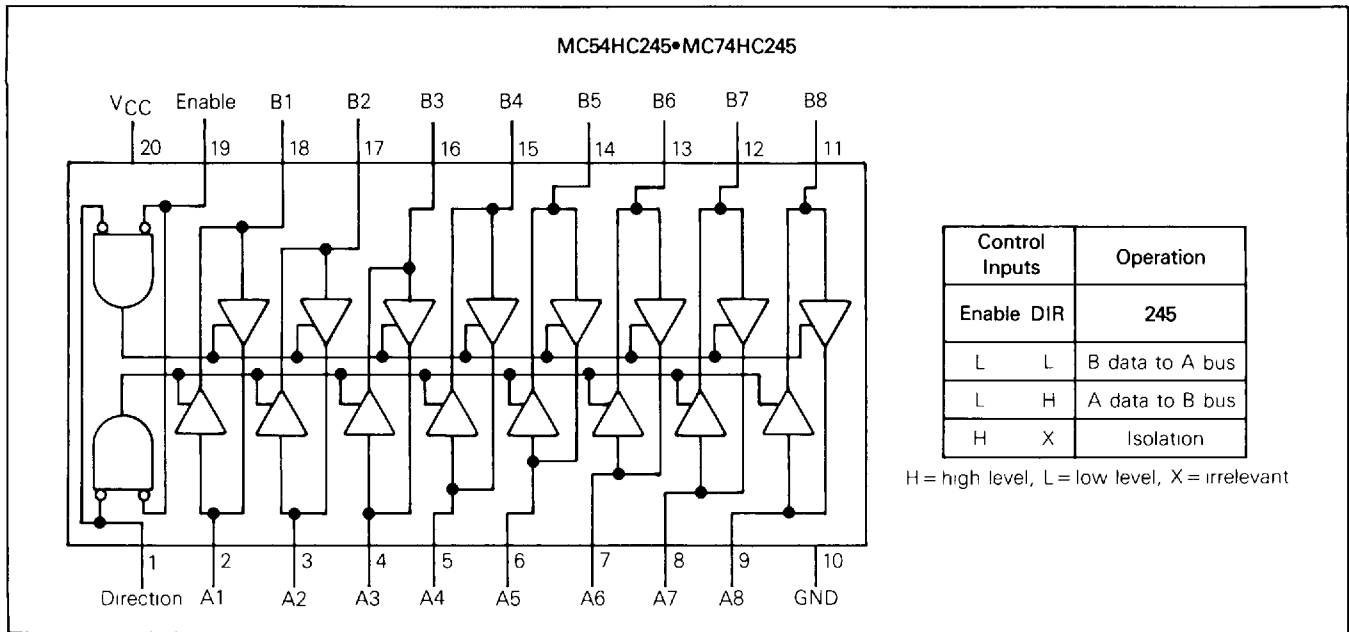 MC54HC245•MC74HC245
VCC Enable B1 B2 B3 B4 B5 B6 B7 B8
20 19 18 17 16 15 14 13 12 11
1 2 3 4 5 6 7 8 9 10
Direction A1 A2 A3 A4 A5 A6 A7 A8 GND
Control Inputs Operation
Enable DIR 245
L L B data to A bus
L H A data to B bus
H X Isolation
H = high level, L = low level, X = irrelevant